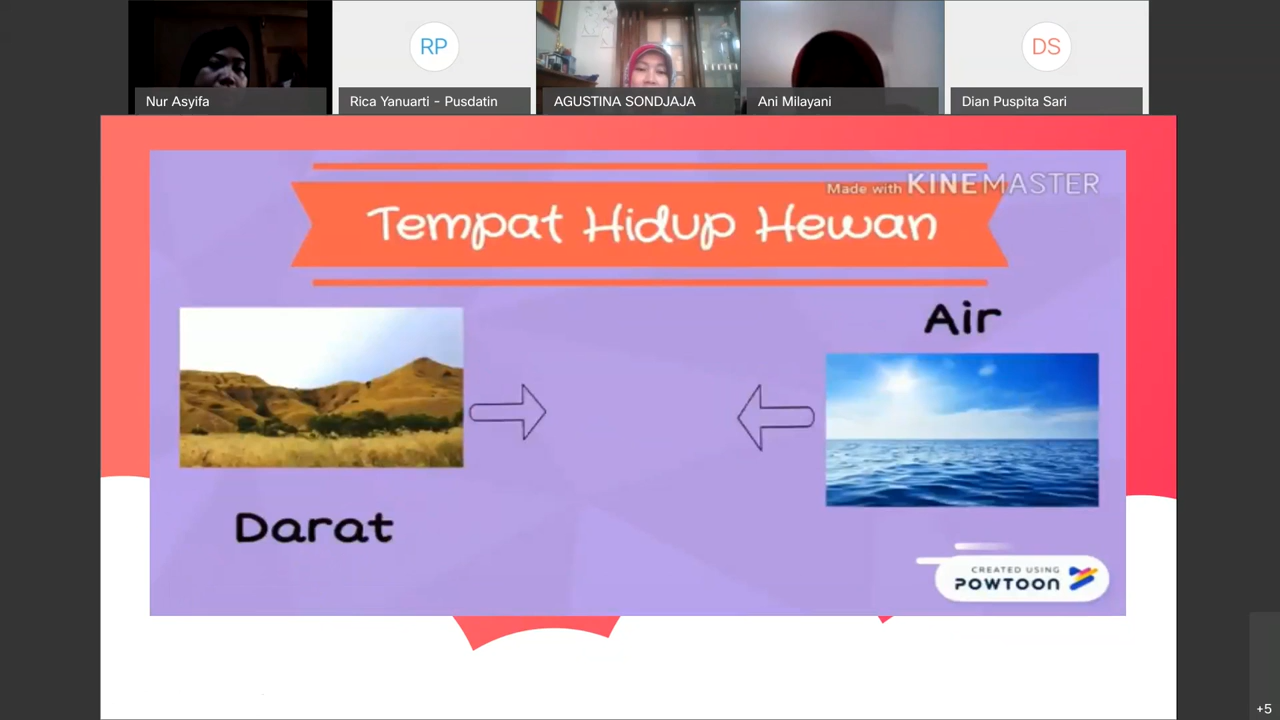 Nur Asyifa
RP
Rica Yanuarti - Pusdatin
AGUSTINA SONDJAJA
Ani Milayani
DS
Dian Puspita Sari
Made with KINEMASTER
Tempat Hidup Hewan
Air
Darat
CREATED USING
POWTOON
+5